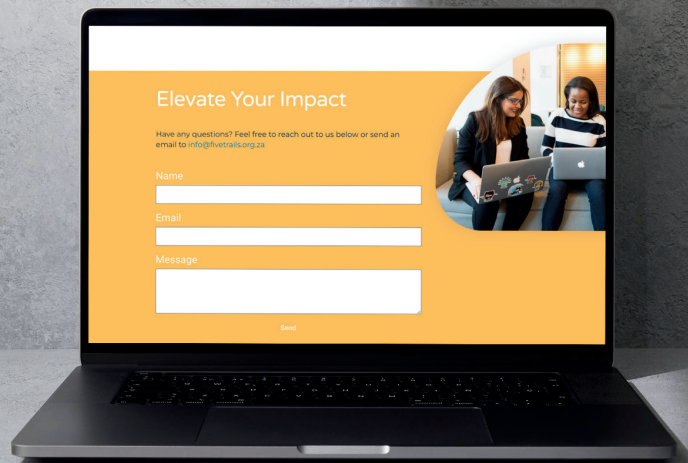 Elevate Your Impact
Have any questions? Feel free to reach out to us below or send an
email to info@fivetrails.org.za
Name
Email
Message
Send